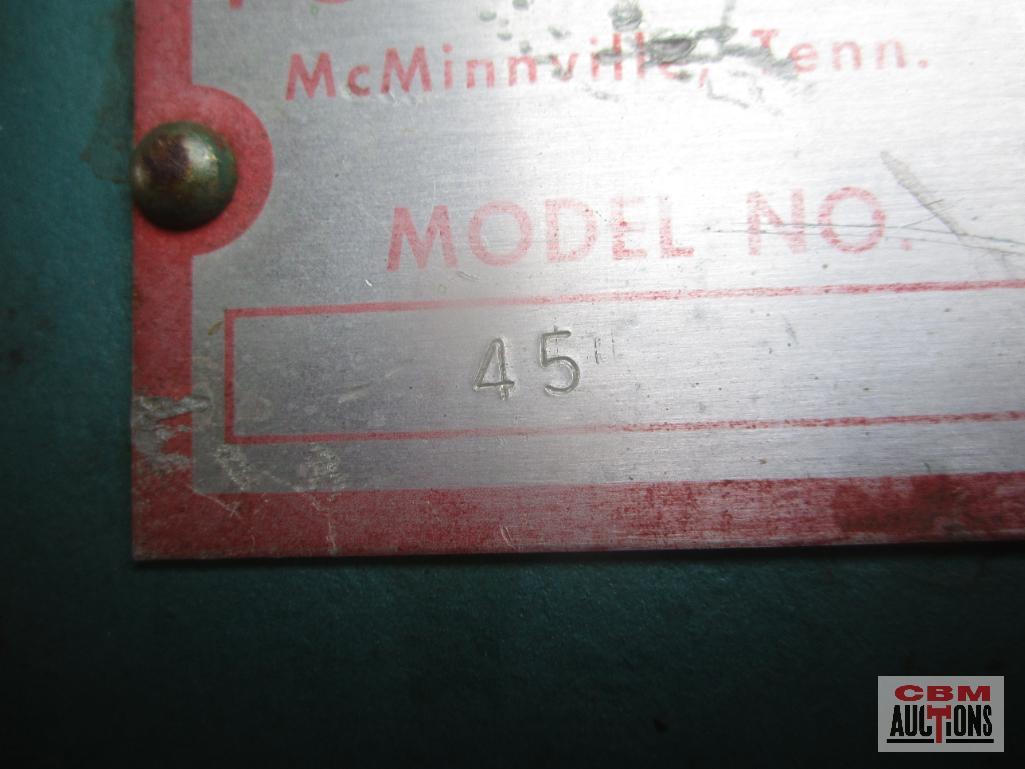 McMinnville, Tenn.
MODEL NO.
45"
CBM
AUCTIONS